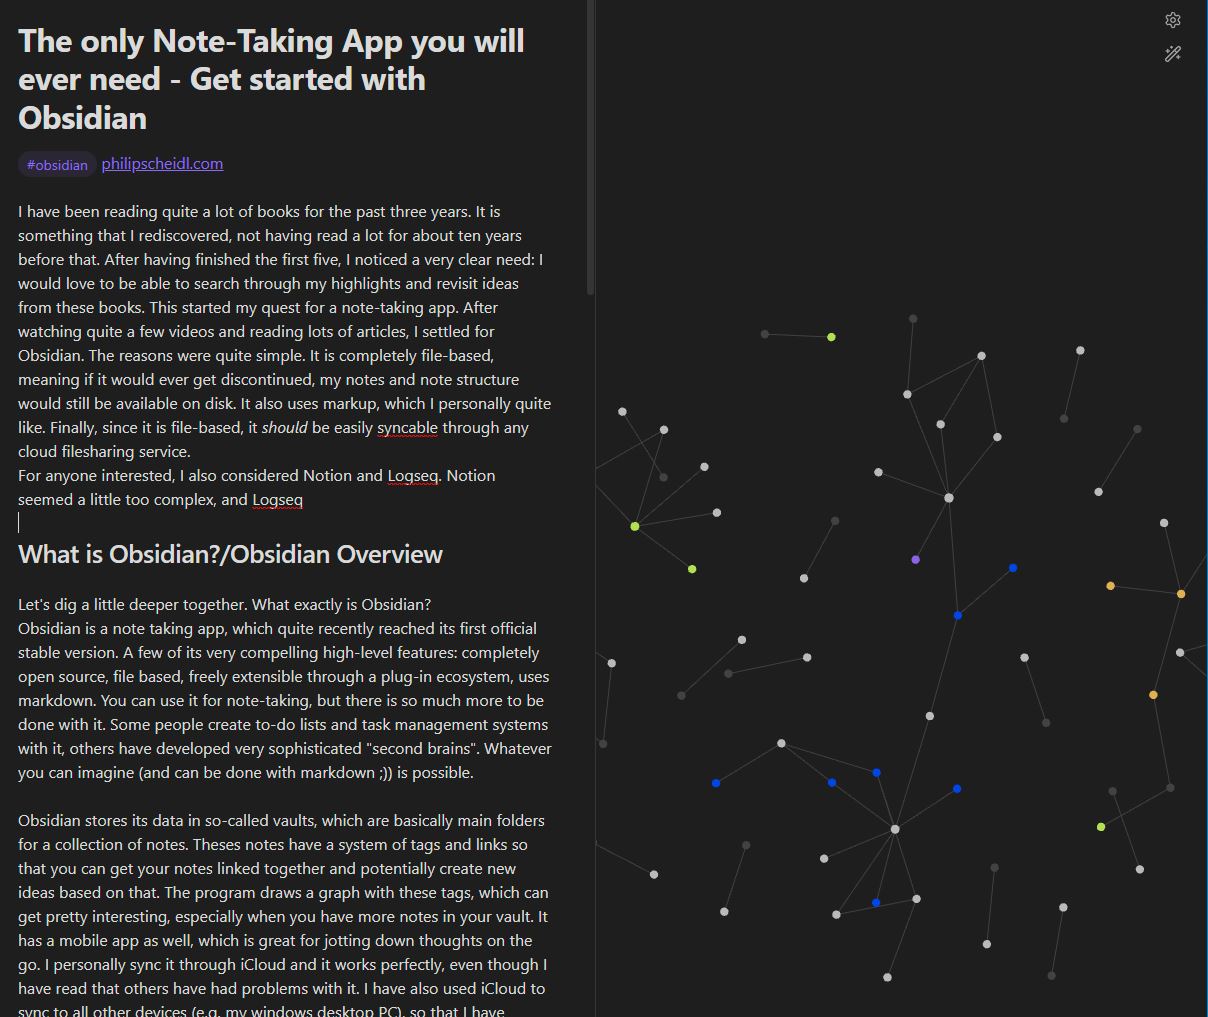 The only Note-Taking App you will
ever need - Get started with
Obsidian
#obsidian philipscheidl.com
I have been reading quite a lot of books for the past three years. It is
something that I rediscovered, not having read a lot for about ten years
before that. After having finished the first five, I noticed a very clear need: I
would love to be able to search through my highlights and revisit ideas
from these books. This started my quest for a note-taking app. After
watching quite a few videos and reading lots of articles, I settled for
Obsidian. The reasons were quite simple. It is completely file-based,
meaning if it would ever get discontinued, my notes and note structure
would still be available on disk. It also uses markup, which I personally quite
like. Finally, since it is file-based, it should be easily syncable through any
cloud filesharing service.
For anyone interested, I also considered Notion and Logseq. Notion
seemed a little too complex, and Logseq
What is Obsidian?/Obsidian Overview
Let's dig a little deeper together. What exactly is Obsidian?
Obsidian is a note taking app, which quite recently reached its first official
stable version. A few of its very compelling high-level features: completely
open source, file based, freely extensible through a plug-in ecosystem, uses
markdown. You can use it for note-taking, but there is so much more to be
done with it. Some people create to-do lists and task management systems
with it, others have developed very sophisticated "second brains". Whatever
you can imagine (and can be done with markdown ;)) is possible.
Obsidian stores its data in so-called vaults, which are basically main folders
for a collection of notes. Theses notes have a system of tags and links so
that you can get your notes linked together and potentially create new
ideas based on that. The program draws a graph with these tags, which can
get pretty interesting, especially when you have more notes in your vault. It
has a mobile app as well, which is great for jotting down thoughts on the
go. I personally sync it through iCloud and it works perfectly, even though I
have read that others have had problems with it. I have also used iCloud to
sync to all other devices (e.g. my windows desktop PC), so that I have